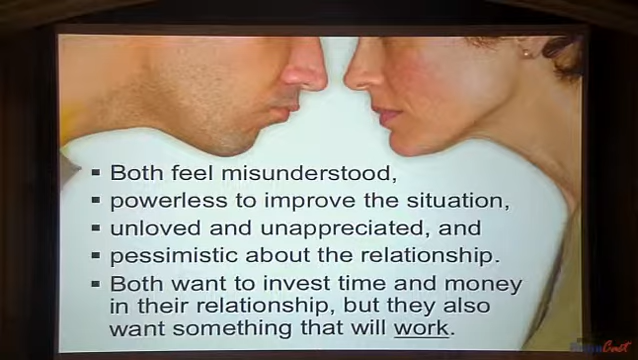 ▪ Both feel misunderstood,
▪ powerless to improve the situation,
▪ unloved and unappreciated, and
▪ pessimistic about the relationship.
▪ Both want to invest time and money
in their relationship, but they also
want something that will work.